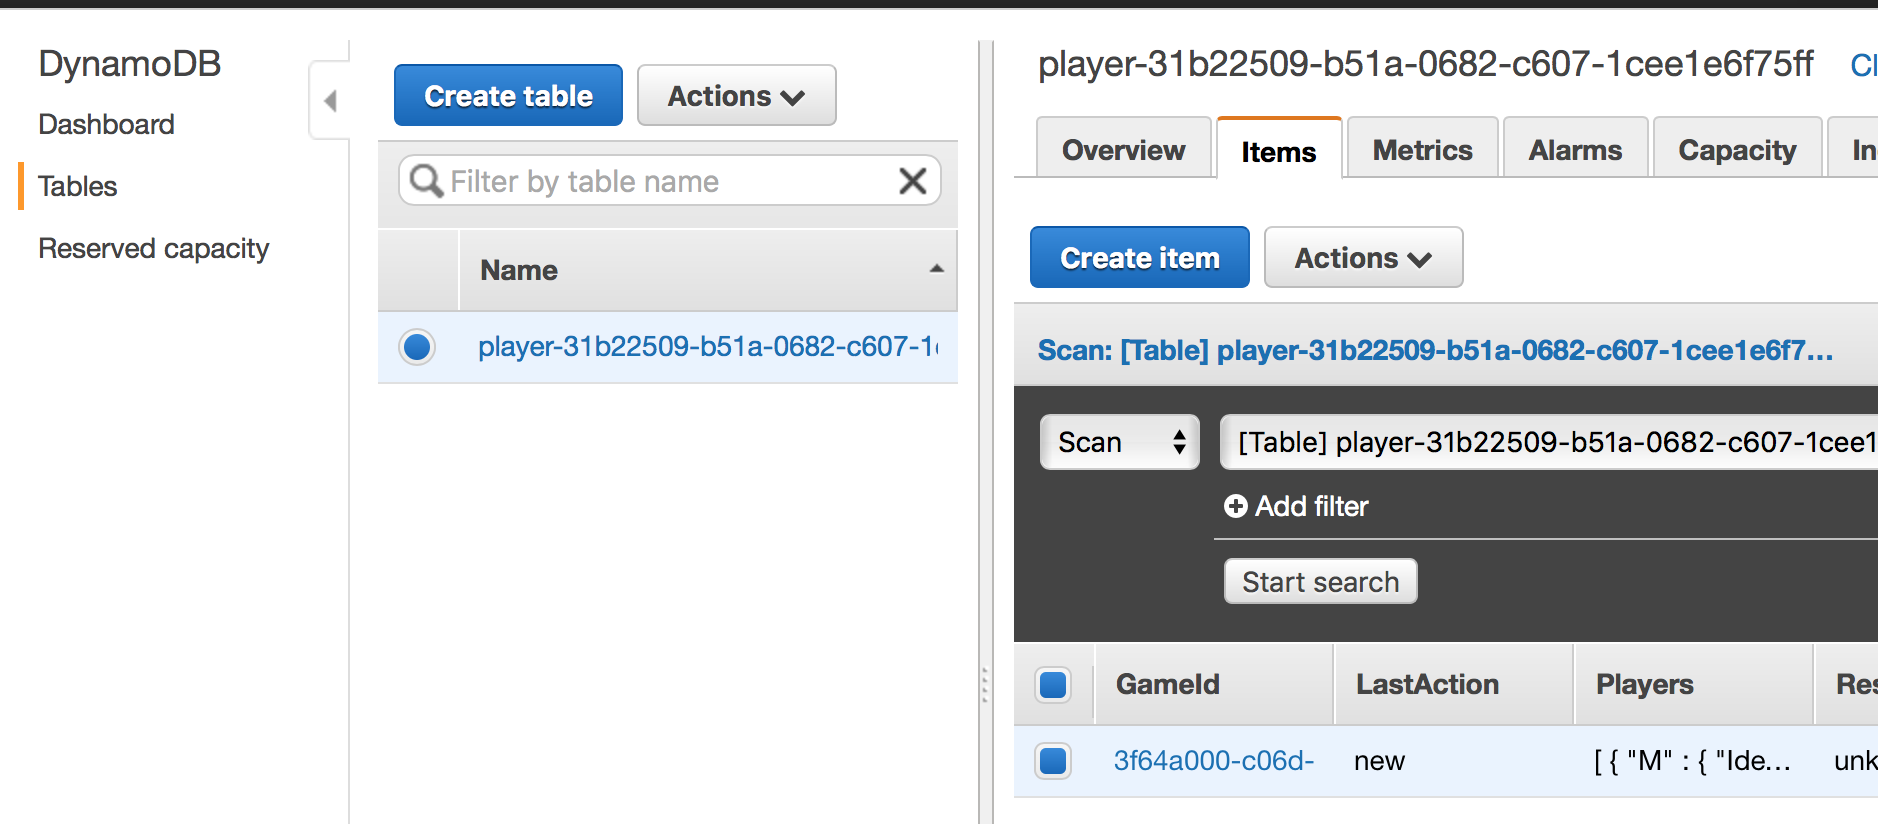 DynamoDB
Dashboard
Tables
Reserved capacity
Create table
Actions
Filter by table name
Name
player-31b22509-b51a-0682-c607-1
player-31b22509-b51a-0682-c607-1cee1e6f75ff
Overview
Items
Metrics
Alarms
Capacity
Create item
Actions
Scan: [Table] player-31b22509-b51a-0682-c607-1cee1e6f7...
Scan
[Table] player-31b22509-b51a-0682-c607-1cee1
Add filter
Start search
GameId LastAction Players Res
3f64a000-c06d- new [ { "M" : { "Ide... unk